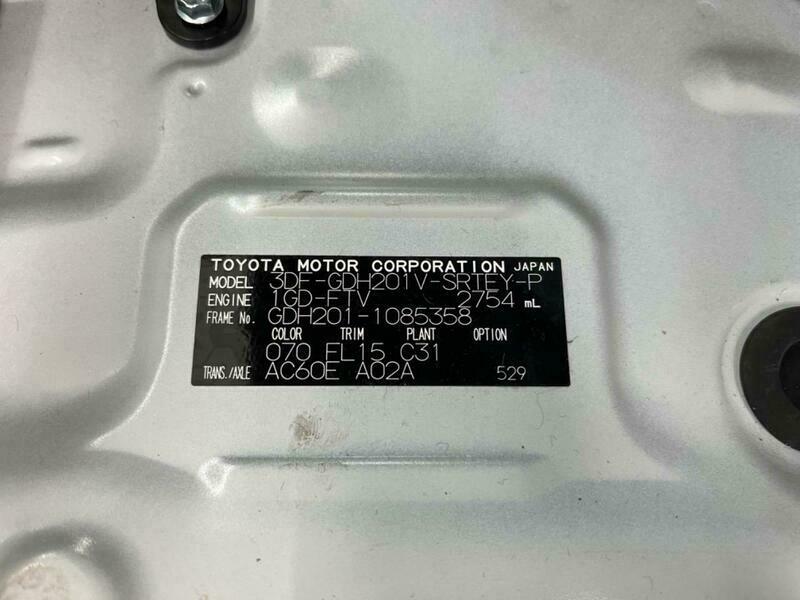 TOYOTA MOTOR CORPORATION JAPAN
MODEL 3DF-GDH201V-SRTEY-P
ENGINE 1GD-FTV 2754 mL
FRAME No. GDH201-1085358
COLOR TRIM PLANT OPTION
070 FL15 C31
TRANS./AXLE AC60E A02A 529